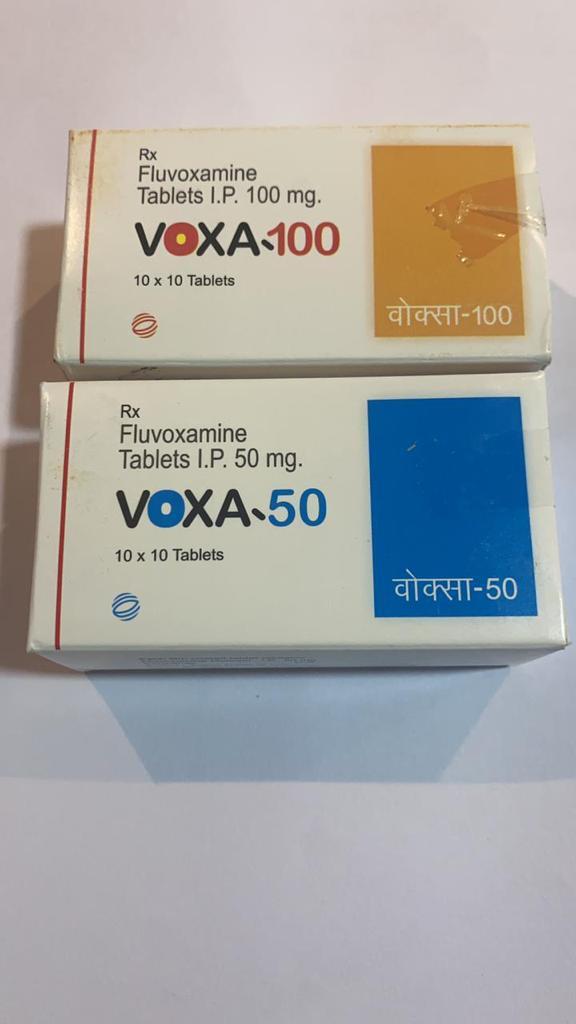 Rx
Fluvoxamine
Tablets I.P. 100 mg.
VOXA-100
10 x 10 Tablets
वोक्सा-100
Rx
Fluvoxamine
Tablets I.P. 50 mg.
VOXA-50
10 x 10 Tablets
वोक्सा-50